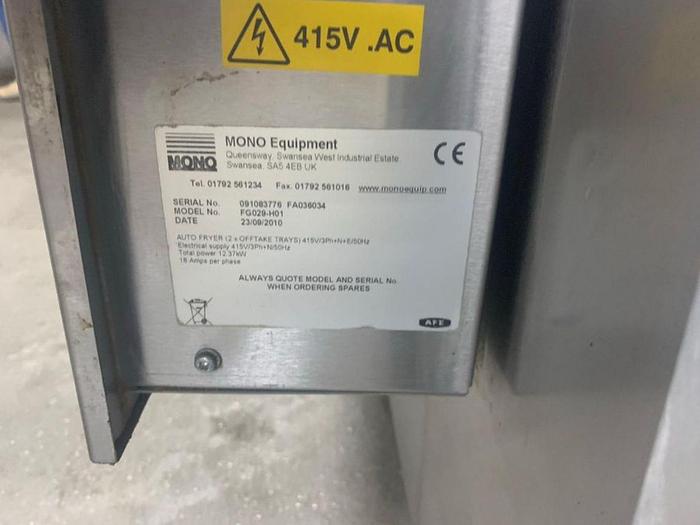 415V .AC
MONO
MONO Equipment
Queensway, Swansea West Industrial Estate
Swansea. SA5 4EB UK
CE
Tel. 01792 561234 Fax. 01792 561016 www.monoequip.com
SERIAL No. 091083776 FA036034
MODEL No. FG029-H01
DATE 23/09/2010
AUTO FRYER (2 x OFFTAKE TRAYS) 415V/3Ph+N+E/50Hz
Electrical supply 415V/3Ph+N/50Hz
Total power 12.37kW
18 Amps per phase
ALWAYS QUOTE MODEL AND SERIAL No.
WHEN ORDERING SPARES
AFE